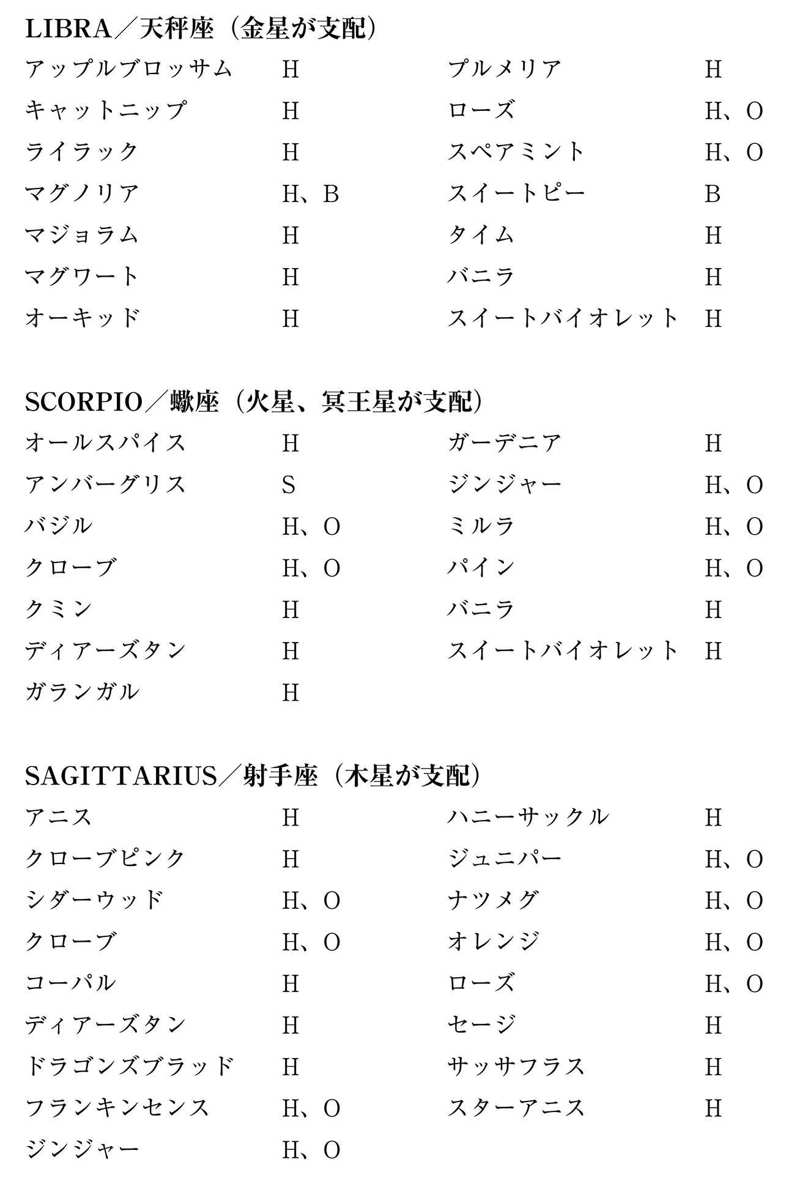 LIBRA／天秤座（金星が支配）
アップルブロッサム H プルメリア H
キャットニップ H ローズ H、O
ライラック H スペアミント H、O
マグノリア H、B スイートピー B
マジョラム H タイム H
マグワート H バニラ H
オーキッド H スイートバイオレット H
SCORPIO／蠍座（火星、冥王星が支配）
オールスパイス H ガーデニア H
アンバーグリス S ジンジャー H、O
バジル H、O ミルラ H、O
クローブ H、O パイン H、O
クミン H バニラ H
ディアーズタン H スイートバイオレット H
ガランガル H
SAGITTARIUS／射手座（木星が支配）
アニス H ハニーサックル H
クローブピンク H ジュニパー H、O
シダーウッド H、O ナツメグ H、O
クローブ H、O オレンジ H、O
コーパル H ローズ H、O
ディアーズタン H セージ H
ドラゴンズブラッド H サッサフラス H
フランキンセンス H、O スターアニス H
ジンジャー H、O